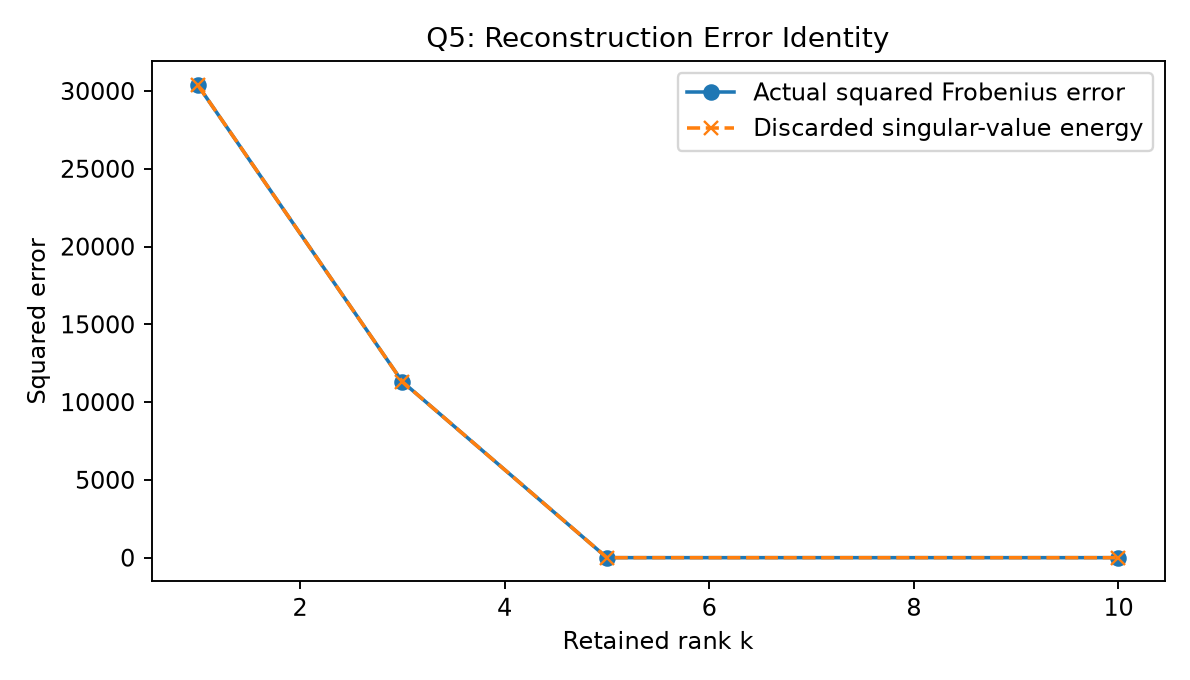 Q5: Reconstruction Error Identity
Actual squared Frobenius error
Discarded singular-value energy
Squared error
30000
25000
20000
15000
10000
5000
0
2
4
6
8
10
Retained rank k